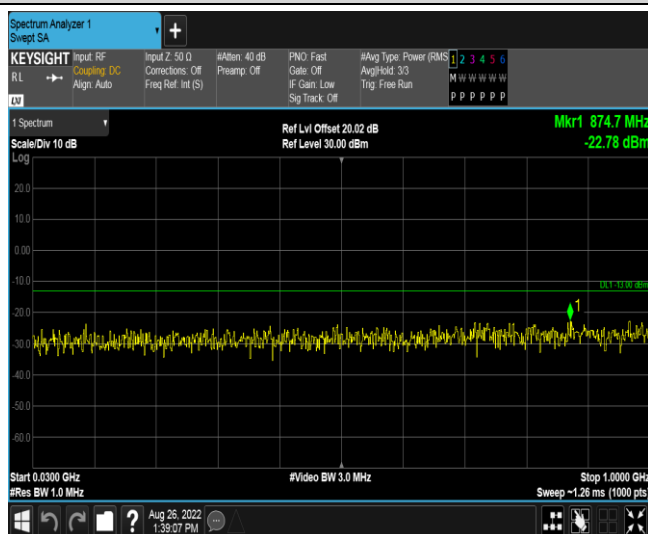 Spectrum Analyzer 1
Swept SA
+
KEYSIGHT
RL
LXI
Input: RF
Coupling: DC
Align: Auto
Input Z: 50 Ω
Corrections: Off
Freq Ref: Int (S)
#Atten: 40 dB
Preamp: Off
PNO: Fast
Gate: Off
IF Gain: Low
Sig Track: Off
#Avg Type: Power (RMS
Avg|Hold: 3/3
Trig: Free Run
1 2 3 4 5 6
M W W W W W
P P P P P P
1 Spectrum
Scale/Div 10 dB
Ref Lvl Offset 20.02 dB
Ref Level 30.00 dBm
Mkr1 874.7 MHz
-22.78 dBm
Log
20.0
10.0
0.00
-10.0
DL1 -13.00 dBm
1
-20.0
-30.0
-40.0
-50.0
-60.0
Start 0.0300 GHz
#Video BW 3.0 MHz
Stop 1.0000 GHz
#Res BW 1.0 MHz
Sweep ~1.26 ms (1000 pts)
?
Aug 26, 2022
1:39:07 PM